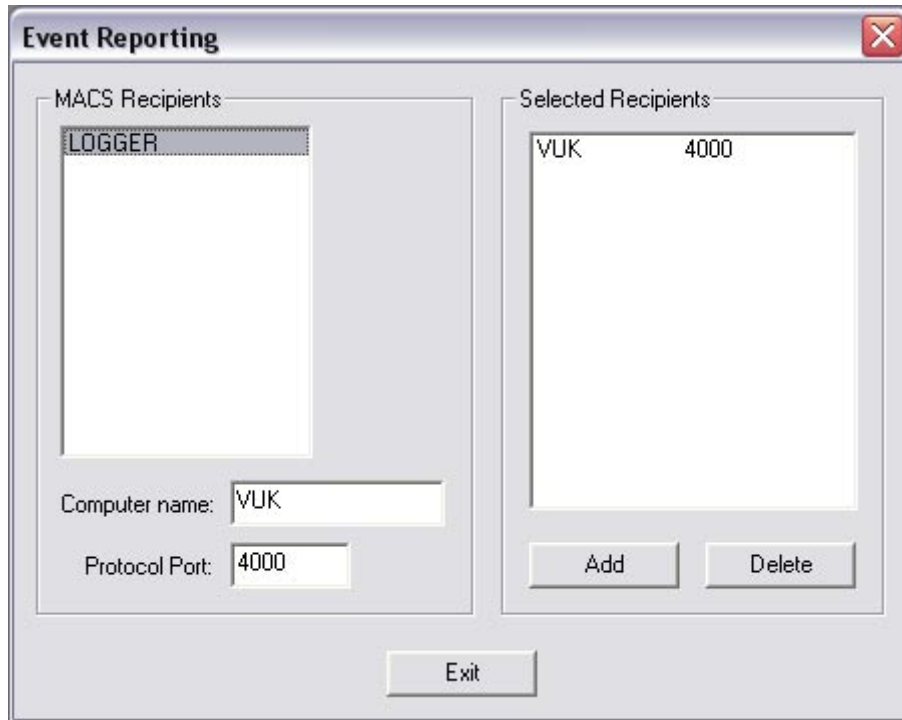 Event Reporting
MACS Recipients
LOGGER
Computer name: VUK
Protocol Port: 4000
Selected Recipients
VUK 4000
Add Delete
Exit